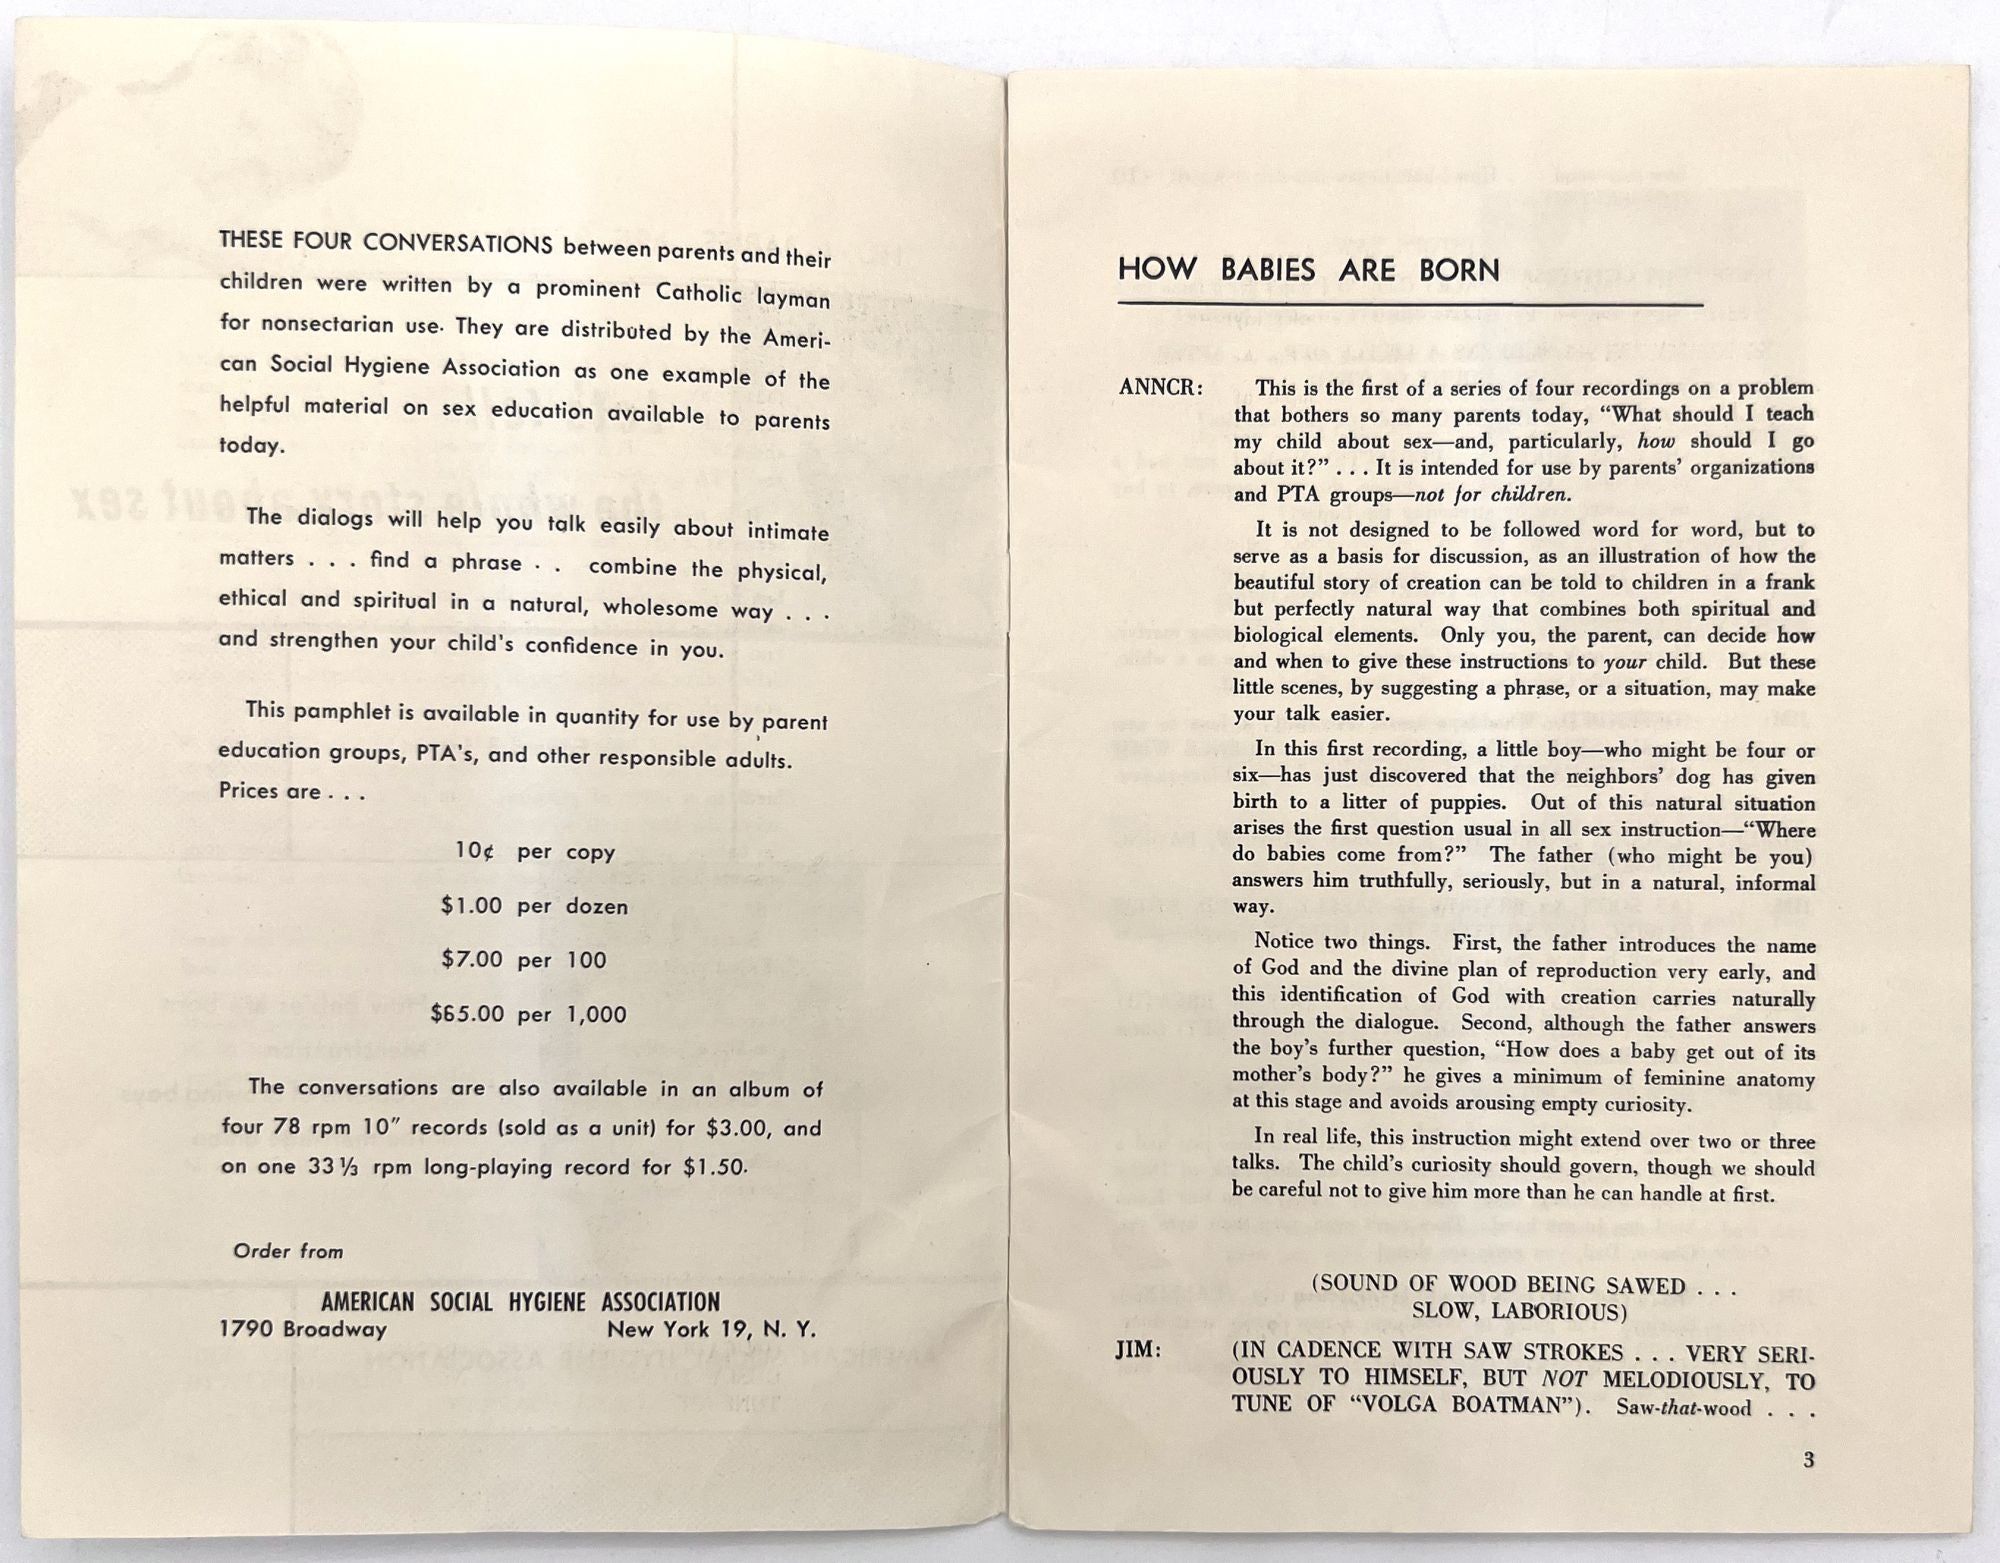 THESE FOUR CONVERSATIONS between parents and their
children were written by a prominent Catholic layman
for nonsectarian use. They are distributed by the Ameri-
can Social Hygiene Association as one example of the
helpful material on sex education available to parents
today.
The dialogs will help you talk easily about intimate
matters . . . find a phrase . . combine the physical,
ethical and spiritual in a natural, wholesome way . . .
and strengthen your child's confidence in you.
This pamphlet is available in quantity for use by parent
education groups, PTA's, and other responsible adults.
Prices are . . .
10¢ per copy
$1.00 per dozen
$7.00 per 100
$65.00 per 1,000
The conversations are also available in an album of
four 78 rpm 10″ records (sold as a unit) for $3.00, and
on one 33⅓ rpm long-playing record for $1.50.
Order from
AMERICAN SOCIAL HYGIENE ASSOCIATION
1790 Broadway New York 19, N. Y.
HOW BABIES ARE BORN
ANNCR: This is the first of a series of four recordings on a problem
that bothers so many parents today, “What should I teach
my child about sex—and, particularly, how should I go
about it?” . . . It is intended for use by parents’ organizations
and PTA groups—not for children.
It is not designed to be followed word for word, but to
serve as a basis for discussion, as an illustration of how the
beautiful story of creation can be told to children in a frank
but perfectly natural way that combines both spiritual and
biological elements. Only you, the parent, can decide how
and when to give these instructions to your child. But these
little scenes, by suggesting a phrase, or a situation, may make
your talk easier.
In this first recording, a little boy—who might be four or
six—has just discovered that the neighbors’ dog has given
birth to a litter of puppies. Out of this natural situation
arises the first question usual in all sex instruction—“Where
do babies come from?” The father (who might be you)
answers him truthfully, seriously, but in a natural, informal
way.
Notice two things. First, the father introduces the name
of God and the divine plan of reproduction very early, and
this identification of God with creation carries naturally
through the dialogue. Second, although the father answers
the boy’s further question, “How does a baby get out of its
mother’s body?” he gives a minimum of feminine anatomy
at this stage and avoids arousing empty curiosity.
In real life, this instruction might extend over two or three
talks. The child’s curiosity should govern, though we should
be careful not to give him more than he can handle at first.
(SOUND OF WOOD BEING SAWED . . .
SLOW, LABORIOUS)
JIM: (IN CADENCE WITH SAW STROKES . . . VERY SERI-
OUSLY TO HIMSELF, BUT NOT MELODIOUSLY, TO
TUNE OF “VOLGA BOATMAN”). Saw-that-wood . . .
3